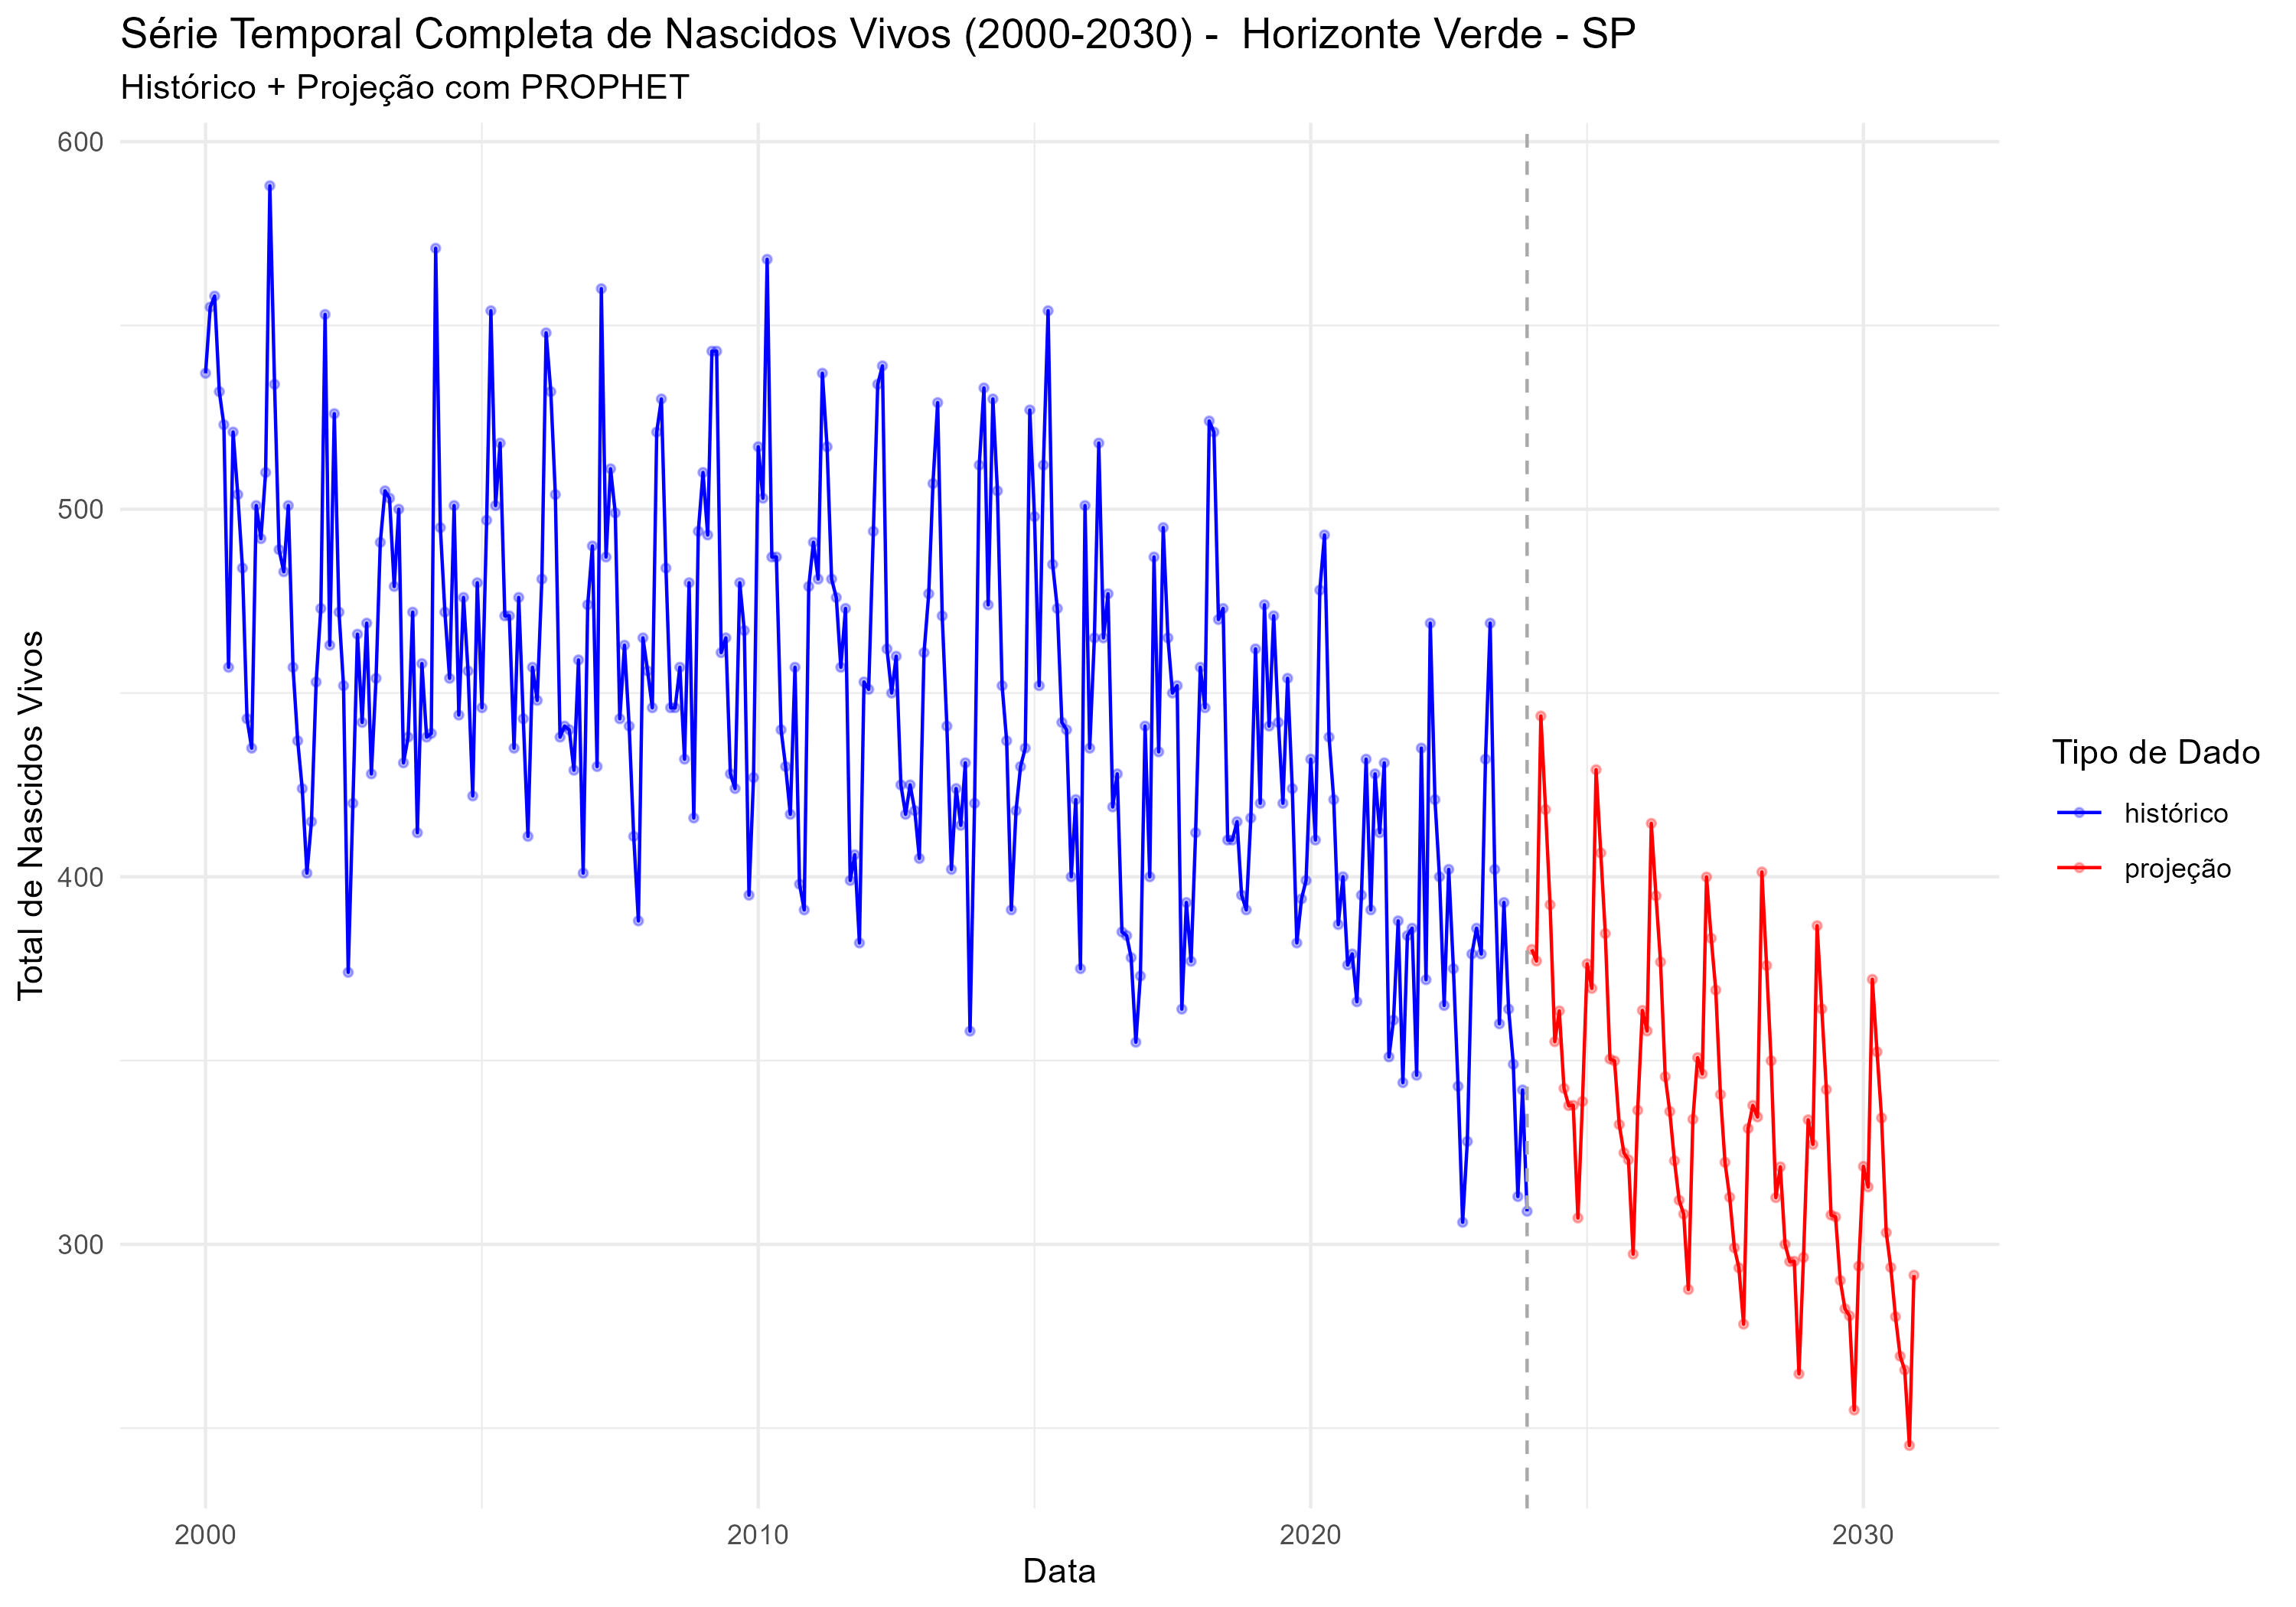 Série Temporal Completa de Nascidos Vivos (2000-2030) -  Horizonte Verde - SP
Histórico + Projeção com PROPHET
Total de Nascidos Vivos
600
500
400
300
2000
2010
2020
2030
Data
Tipo de Dado
histórico
projeção